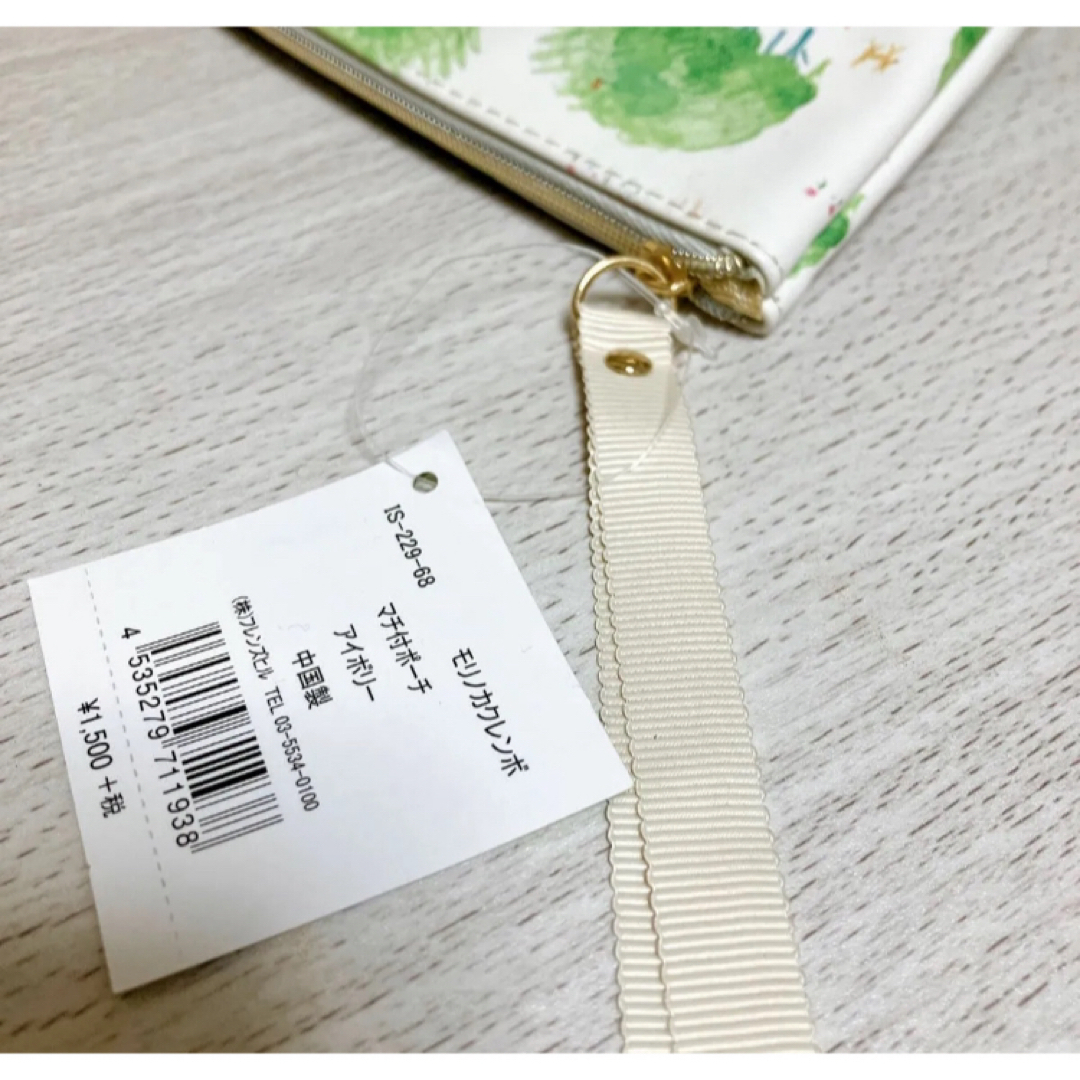 IS-229-68
モリノカクレンボ
マチ付ポーチ
アイボリー
中国製
(株)フレンズヒル TEL 03-5534-0100
4 535279 711938
¥1,500+税